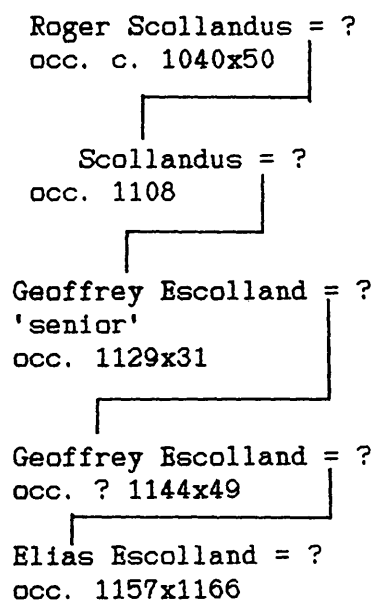 Roger Scollandus = ?
occ. c. 1040x50
Scollandus = ?
occ. 1108
Geoffrey Escolland = ?
'senior'
occ. 1129x31
Geoffrey Escolland = ?
occ. ? 1144x49
Elias Escolland = ?
occ. 1157x1166